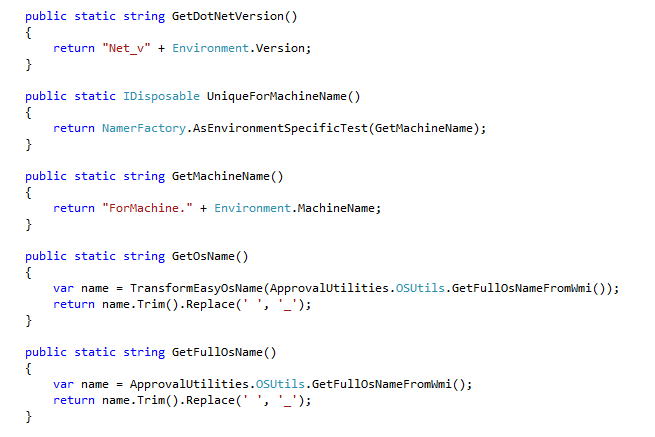 public static string GetDotNetVersion()
{
    return "Net_v" + Environment.Version;
}

public static IDisposable UniqueForMachineName()
{
    return NamerFactory.AsEnvironmentSpecificTest(GetMachineName);
}

public static string GetMachineName()
{
    return "ForMachine." + Environment.MachineName;
}

public static string GetOsName()
{
    var name = TransformEasyOsName(ApprovalUtilities.OSUtils.GetFullOsNameFromWmi());
    return name.Trim().Replace(' ', '_');
}

public static string GetFullOsName()
{
    var name = ApprovalUtilities.OSUtils.GetFullOsNameFromWmi();
    return name.Trim().Replace(' ', '_');
}